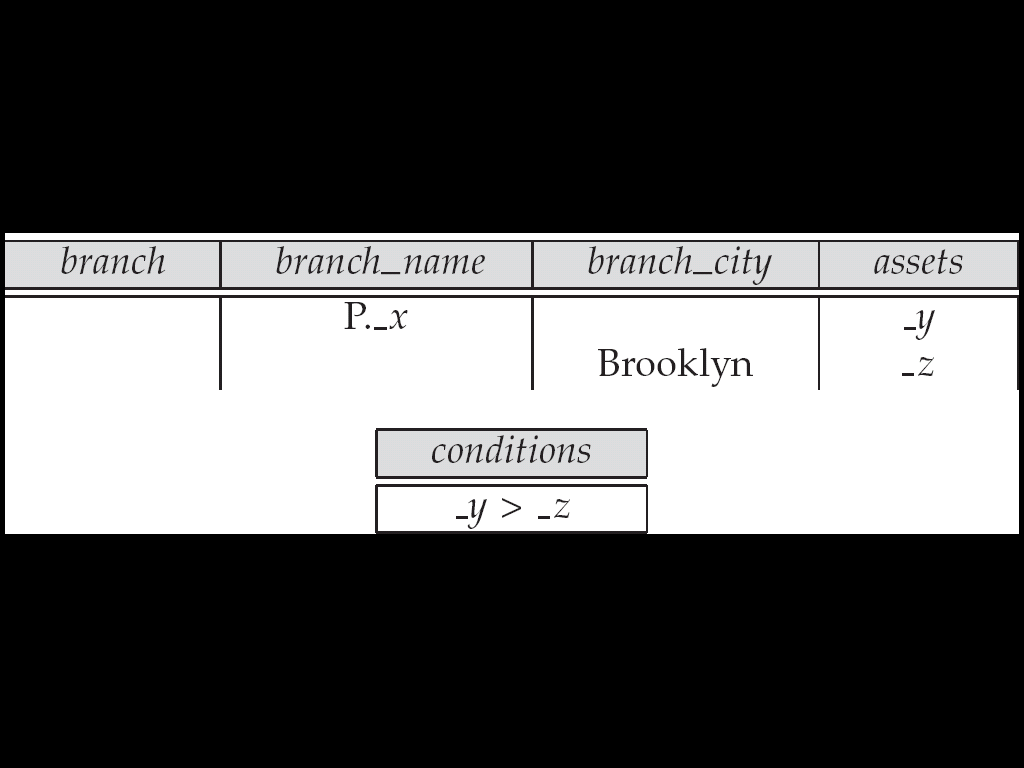 branch branch_name branch_city assets
P._x _y
Brooklyn _z
conditions
_y > _z